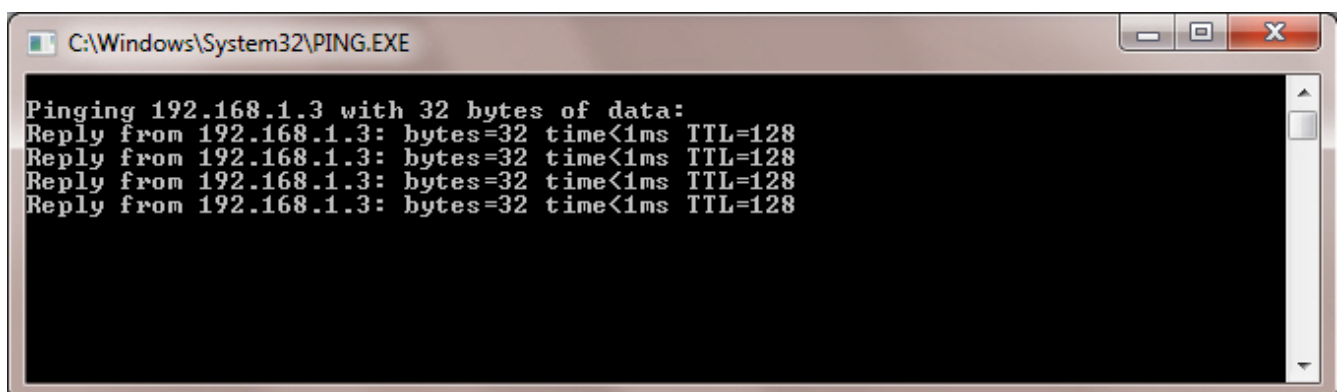 C:\Windows\System32\PING.EXE
Pinging 192.168.1.3 with 32 bytes of data:
Reply from 192.168.1.3: bytes=32 time<1ms TTL=128
Reply from 192.168.1.3: bytes=32 time<1ms TTL=128
Reply from 192.168.1.3: bytes=32 time<1ms TTL=128
Reply from 192.168.1.3: bytes=32 time<1ms TTL=128